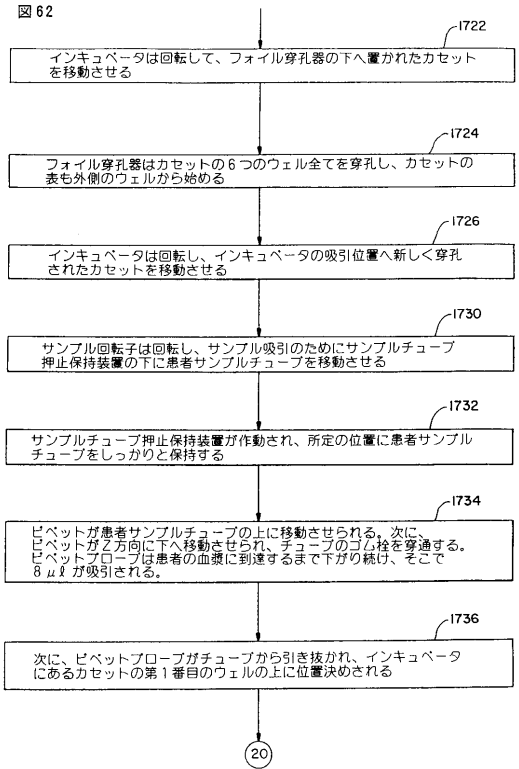 図62
1722
インキュベータは回転して、フォイル穿孔器の下へ置かれたカセット
を移動させる
1724
フォイル穿孔器はカセットの6つのウェル全てを穿孔し、カセットの
表も外側のウェルから始める
1726
インキュベータは回転し、インキュベータの吸引位置へ新しく穿孔
されたカセットを移動させる
1730
サンプル回転子は回転し、サンプル吸引のためにサンプルチューブ
押止保持装置の下に患者サンプルチューブを移動させる
1732
サンプルチューブ押止保持装置が作動され、所定の位置に患者サンプル
チューブをしっかりと保持する
1734
ピペットが患者サンプルチューブの上に移動させられる。次に、
ピペットがZ方向に下へ移動させられ、チューブのゴム栓を穿通する。
ピペットプローブは患者の血漿に到達するまで下がり続け、そこで
8μlが吸引される。
1736
次に、ピペットプローブがチューブから引き抜かれ、インキュベータ
にあるカセットの第1番目のウェルの上に位置決めされる
20